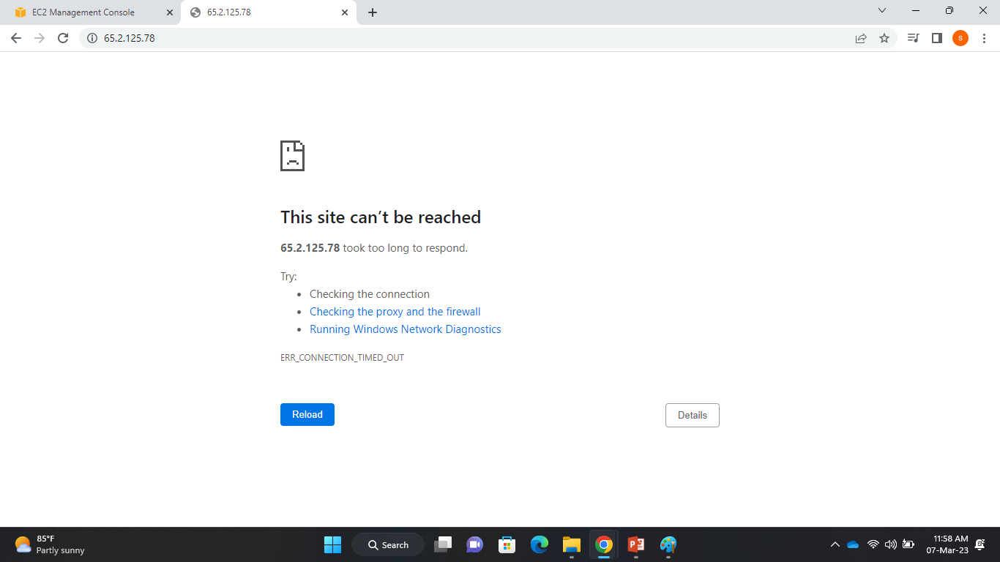 EC2 Management Console
65.2.125.78
65.2.125.78
s
This site can’t be reached
65.2.125.78 took too long to respond.
Try:
Checking the connection
Checking the proxy and the firewall
Running Windows Network Diagnostics
ERR_CONNECTION_TIMED_OUT
Reload
Details
85°F
Partly sunny
Search
11:58 AM
07-Mar-23